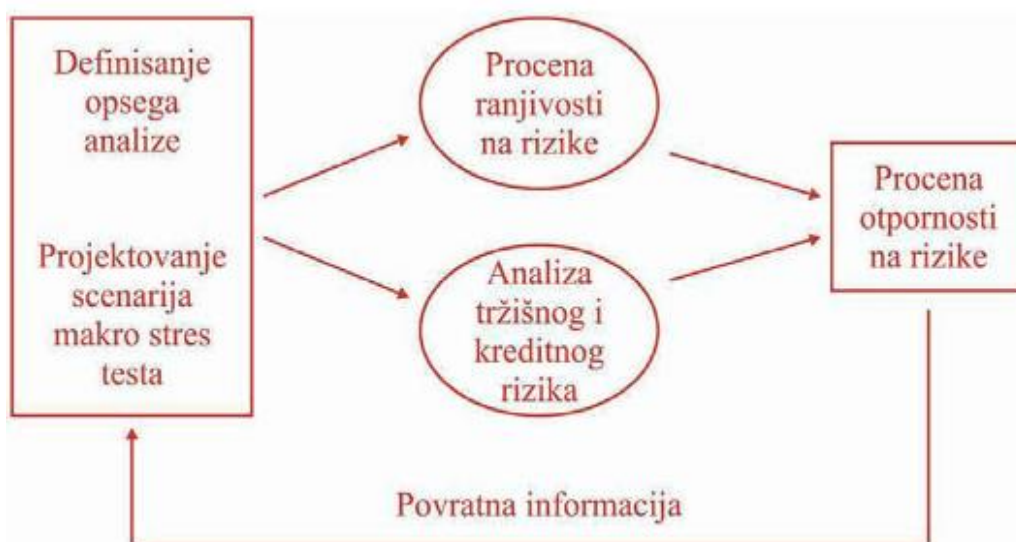 Definisanje
opsega
analize
Projektovanje
scenarija
makro stres
testa
Procena
ranjivosti
na rizike
Analiza
tržišnog i
kreditnog
rizika
Procena
otpornosti
na rizike
Povratna informacija